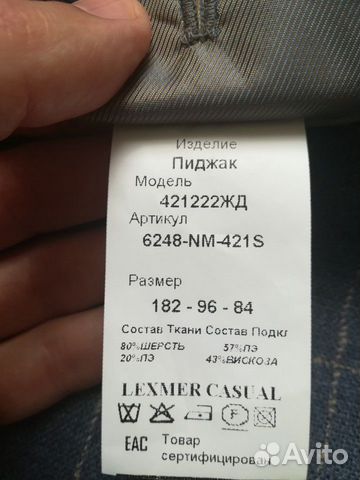 Изделие
Пиджак
Модель
421222ЖД
Артикул
6248-NM-421S
Размер
182 - 96 - 84
Состав Ткани Состав Подкл
80%ШЕРСТЬ 57%ПЭ
20%ПЭ 43%ВИСКОЗА
LEXMER CASUAL
F
EAC Товар
сертифицирован
Avito